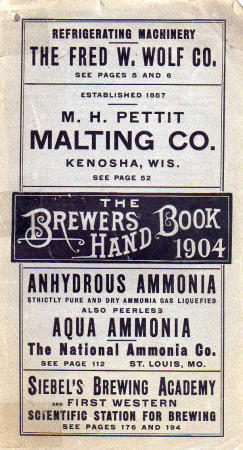 REFRIGERATING MACHINERY
THE FRED W. WOLF CO.
SEE PAGES 5 AND 6
ESTABLISHED 1857
M. H. PETTIT
MALTING CO.
KENOSHA, WIS.
SEE PAGE 52
THE
BREWERS' HAND BOOK
1904
ANHYDROUS AMMONIA
STRICTLY PURE AND DRY AMMONIA GAS LIQUEFIED
ALSO PEERLESS
AQUA AMMONIA
The National Ammonia Co.
SEE PAGE 112 ST. LOUIS, MO.
SIEBEL'S BREWING ACADEMY
AND FIRST WESTERN
SCIENTIFIC STATION FOR BREWING
SEE PAGES 176 AND 194